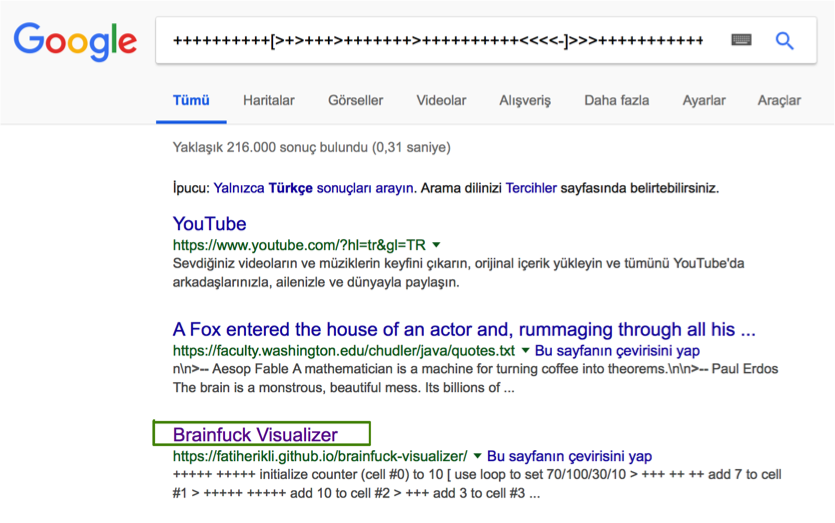 Google
++++++++++[>+>+++>+++++++>++++++++++<<<<-]>>>+++++++++++
Tümü Haritalar Görseller Videolar Alışveriş Daha fazla Ayarlar Araçlar
Yaklaşık 216.000 sonuç bulundu (0,31 saniye)
İpucu: Yalnızca Türkçe sonuçları arayın. Arama dilinizi Tercihler sayfasında belirtebilirsiniz.
YouTube
https://www.youtube.com/?hl=tr&gl=TR
Sevdiğiniz videoların ve müziklerin keyfini çıkarın, orijinal içerik yükleyin ve tümünü YouTube'da
arkadaşlarınızla, ailenizle ve dünyayla paylaşın.
A Fox entered the house of an actor and, rummaging through all his ...
https://faculty.washington.edu/chudler/java/quotes.txt Bu sayfanın çevirisini yap
n\n>-- Aesop Fable A mathematician is a machine for turning coffee into theorems.\n\n>-- Paul Erdos
The brain is a monstrous, beautiful mess. Its billions of ...
Brainfuck Visualizer
https://fatiherikli.github.io/brainfuck-visualizer/ Bu sayfanın çevirisini yap
+++++ +++++ initialize counter (cell #0) to 10 [ use loop to set 70/100/30/10 > +++ ++ ++ add 7 to cell
#1 > +++++ +++++ add 10 to cell #2 > +++ add 3 to cell #3 ...